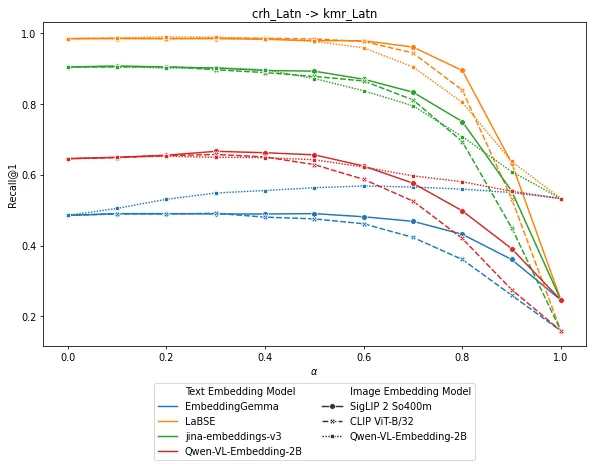 crh_Latn -> kmr_Latn
1.0
0.8
0.6
0.4
0.2
Recall@1
0.0 0.2 0.4 0.6 0.8 1.0
α
Text Embedding Model Image Embedding Model
EmbeddingGemma SigLIP 2 So400m
LaBSE CLIP ViT-B/32
jina-embeddings-v3 Qwen-VL-Embedding-2B
Qwen-VL-Embedding-2B